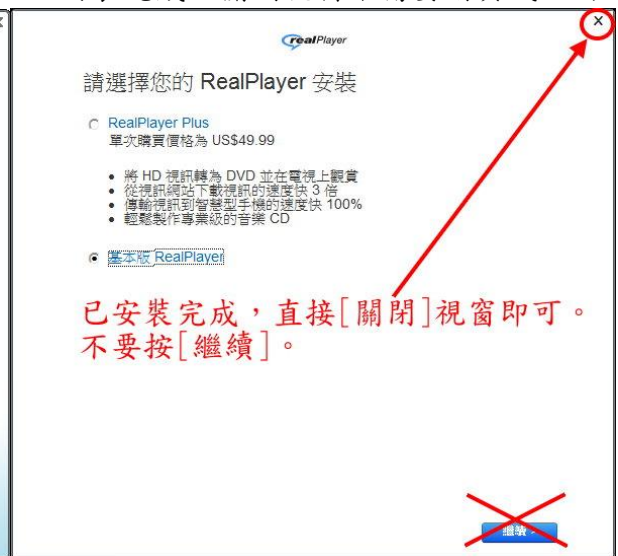 realPlayer
×
請選擇您的 RealPlayer 安裝
RealPlayer Plus
單次購買價格為 US$49.99
將 HD 視訊轉為 DVD 並在電視上觀賞
從視訊網站下載視訊的速度快 3 倍
傳輸視訊到智慧型手機的速度快 100%
輕鬆製作專業級的音樂 CD
基本版 RealPlayer
已安裝完成，直接[關閉]視窗即可。
不要按[繼續]。
繼續